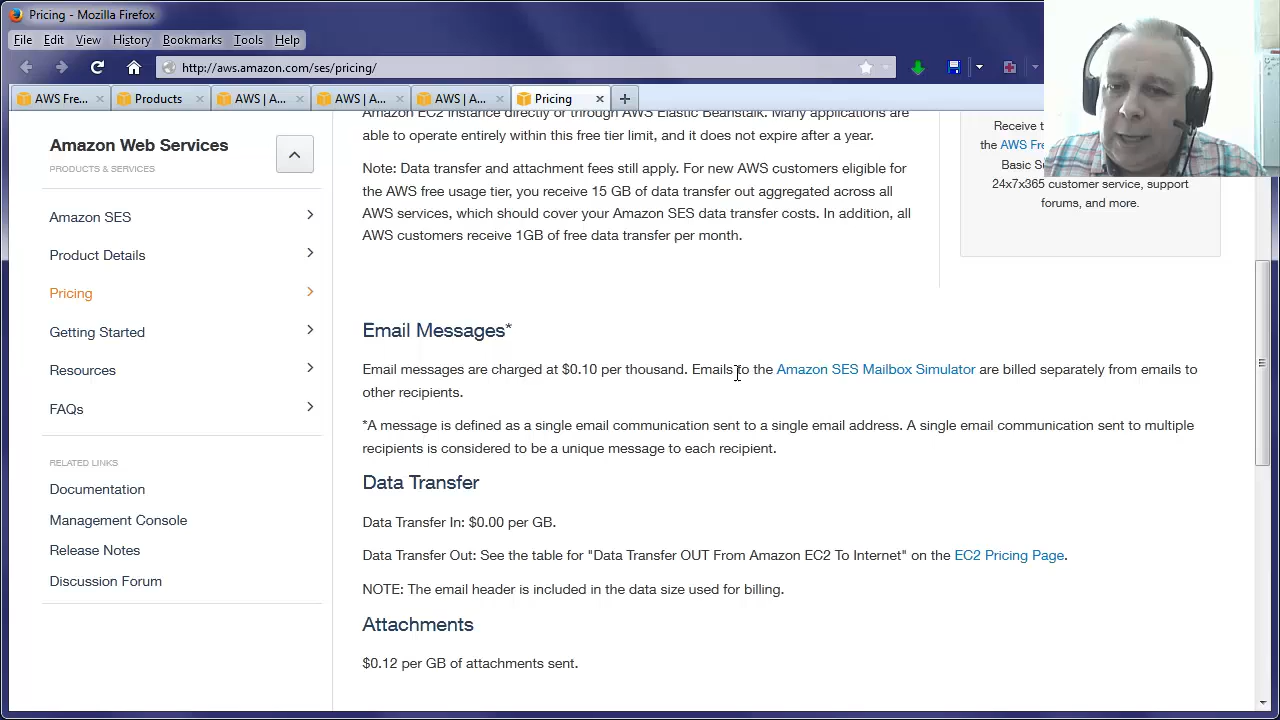 Pricing - Mozilla Firefox
File Edit View History Bookmarks Tools Help
http://aws.amazon.com/ses/pricing/
AWS Fre... × Products × AWS | A... × AWS | A... × AWS | A... × Pricing × +
Amazon Web Services
PRODUCTS & SERVICES
Amazon SES
Product Details
Pricing
Getting Started
Resources
FAQs
RELATED LINKS
Documentation
Management Console
Release Notes
Discussion Forum
Amazon EC2 instance directly or through AWS Elastic Beanstalk. Many applications are
able to operate entirely within this free tier limit, and it does not expire after a year.
Note: Data transfer and attachment fees still apply. For new AWS customers eligible for
the AWS free usage tier, you receive 15 GB of data transfer out aggregated across all
AWS services, which should cover your Amazon SES data transfer costs. In addition, all
AWS customers receive 1GB of free data transfer per month.
Receive
the AWS
Basic
24x7x365 customer service, support
forums, and more.
Email Messages*
Email messages are charged at $0.10 per thousand. Emails to the Amazon SES Mailbox Simulator are billed separately from emails to
other recipients.
*A message is defined as a single email communication sent to a single email address. A single email communication sent to multiple
recipients is considered to be a unique message to each recipient.
Data Transfer
Data Transfer In: $0.00 per GB.
Data Transfer Out: See the table for "Data Transfer OUT From Amazon EC2 To Internet" on the EC2 Pricing Page.
NOTE: The email header is included in the data size used for billing.
Attachments
$0.12 per GB of attachments sent.